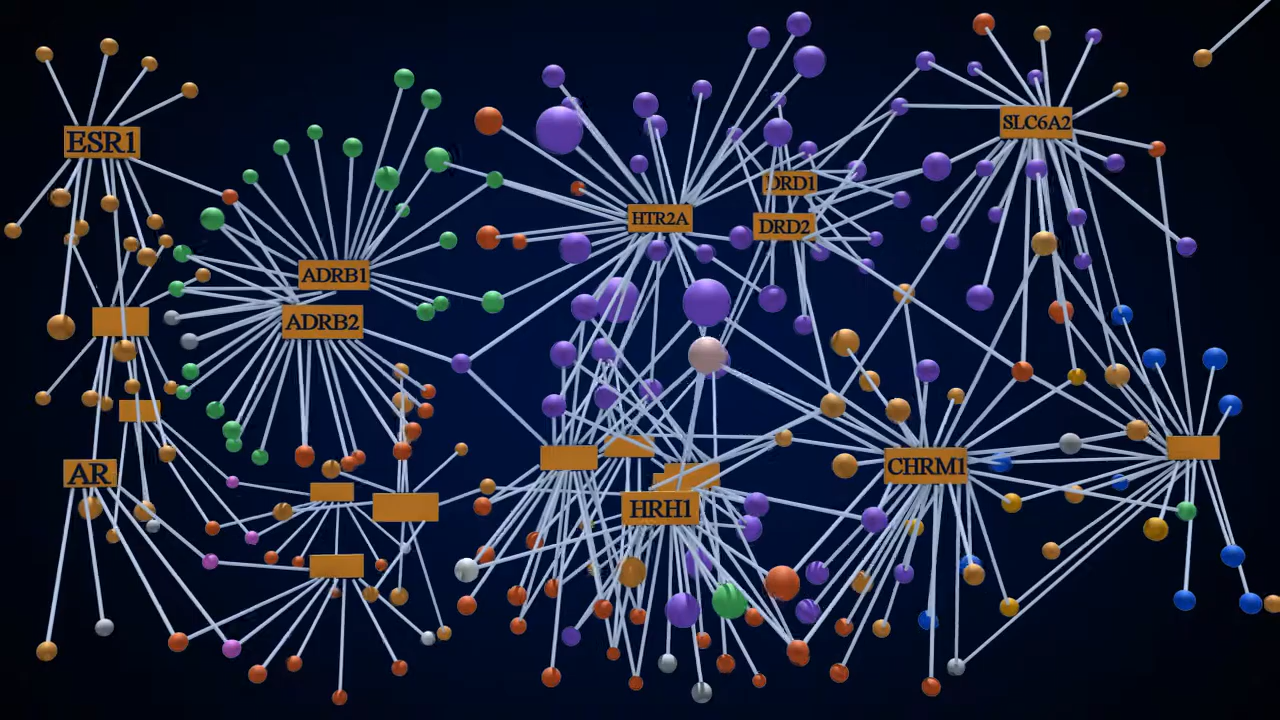 ESR1
SLC6A2
DRD1
HTR2A
DRD2
ADRB1
ADRB2
AR
CHRM1
HRH1